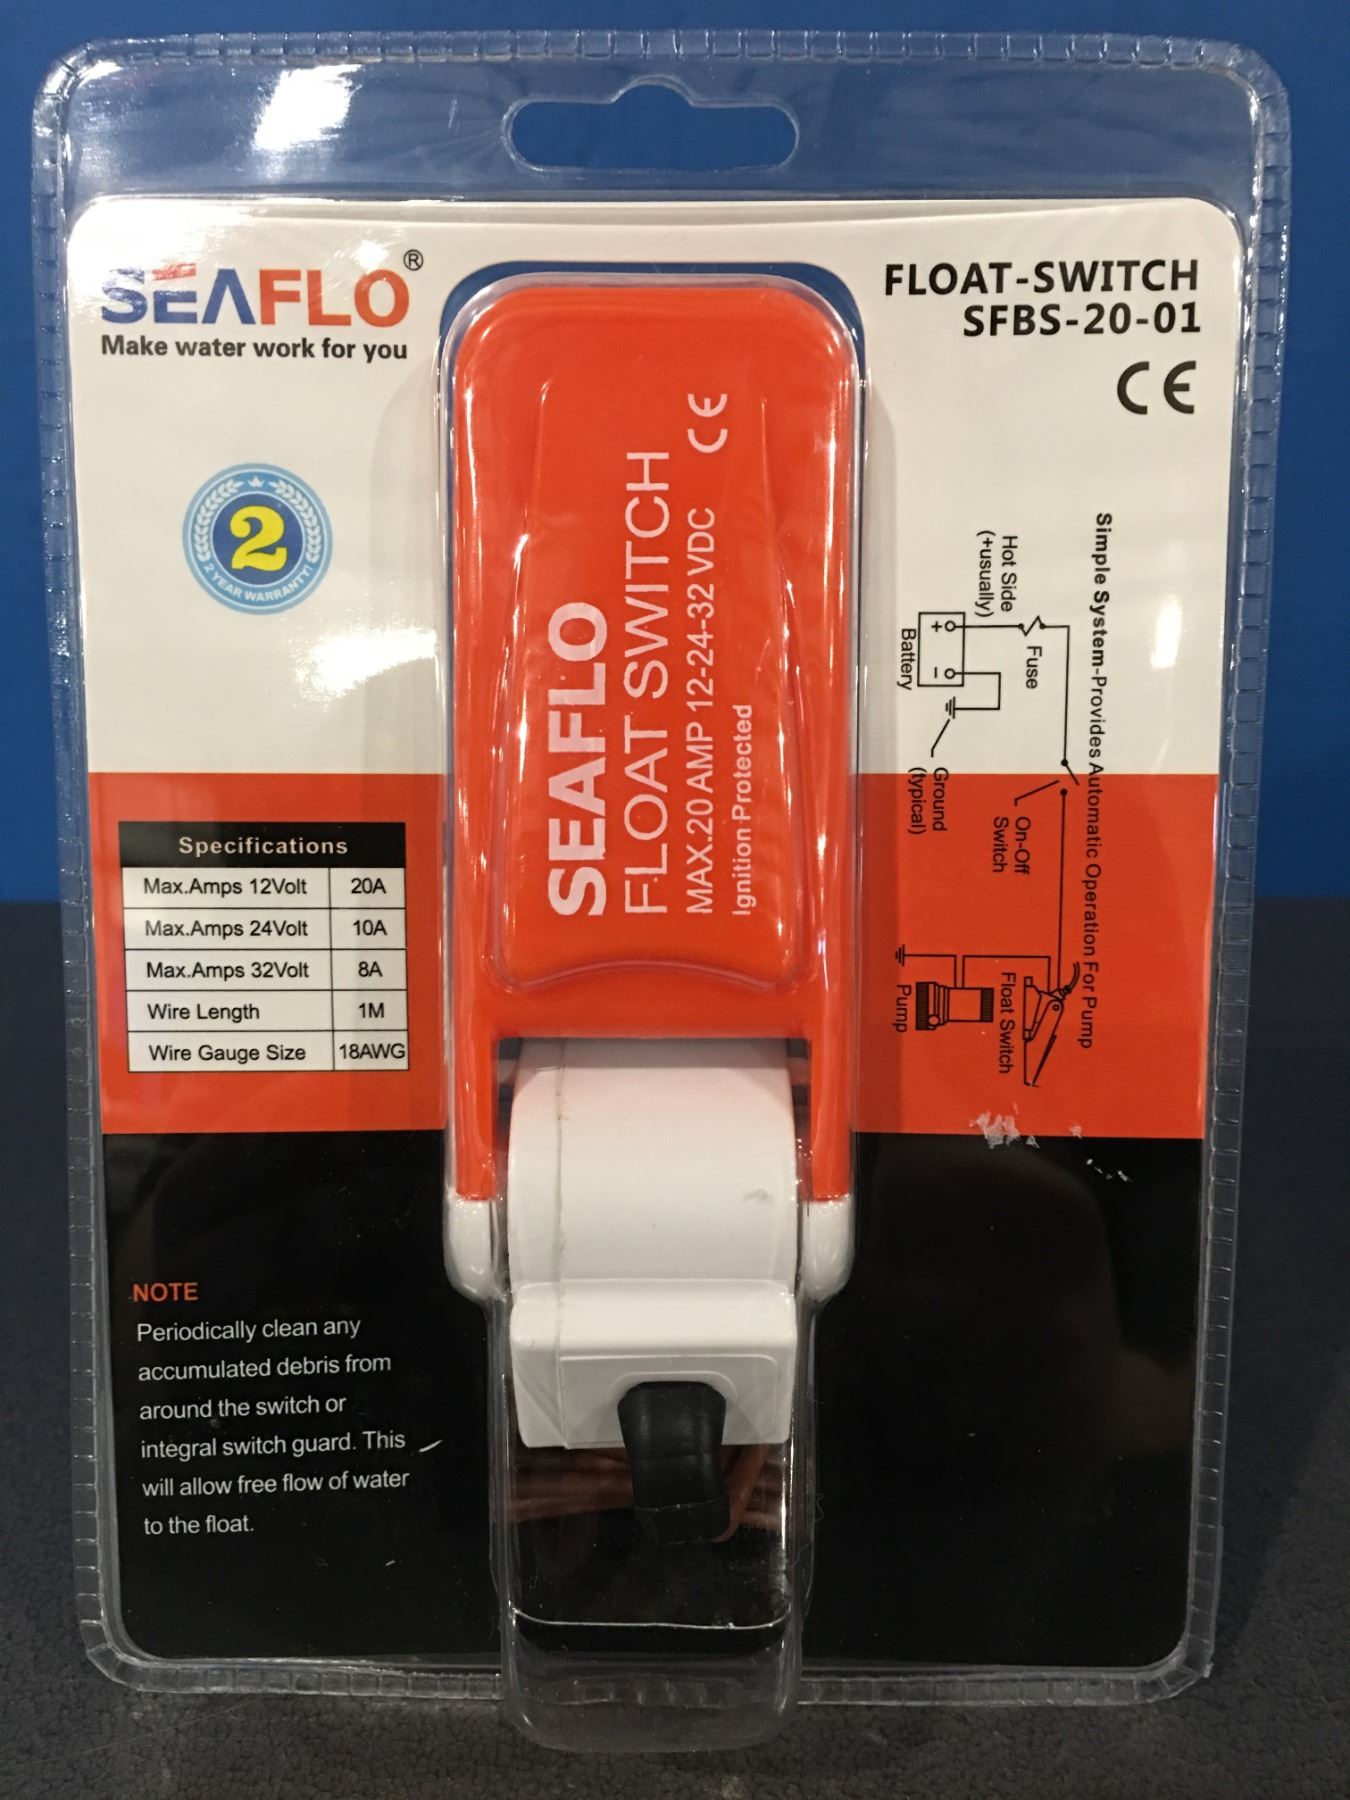 SEAFLO®
Make water work for you
FLOAT-SWITCH
SFBS-20-01
CE
2
2 YEAR WARRANTY!
SEAFLO
FLOAT SWITCH
MAX.20 AMP 12-24-32 VDC CE
Ignition Protected
Simple System-Provides Automatic Operation For Pump
Hot Side
(+usually)
Fuse
+ −
Battery
Ground
(typical)
On-Off
Switch
Float Switch
Pump
Specifications
Max.Amps 12Volt 20A
Max.Amps 24Volt 10A
Max.Amps 32Volt 8A
Wire Length 1M
Wire Gauge Size 18AWG
NOTE
Periodically clean any
accumulated debris from
around the switch or
integral switch guard. This
will allow free flow of water
to the float.